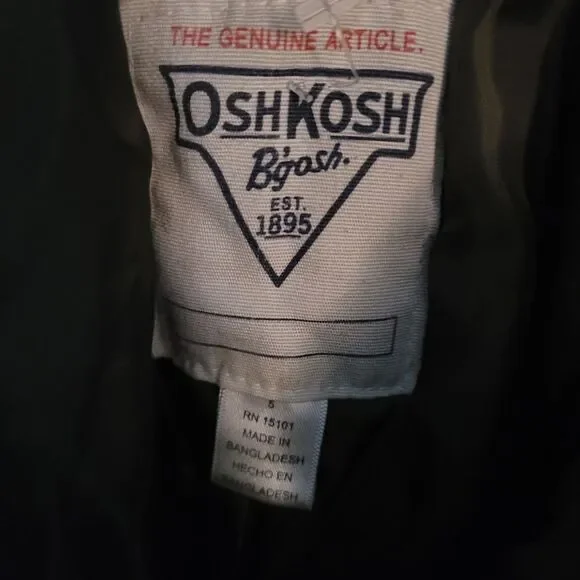 THE GENUINE ARTICLE.
OSHKOSH
B'gosh.
EST.
1895
5
RN 15101
MADE IN
BANGLADESH
HECHO EN
BANGLADESH